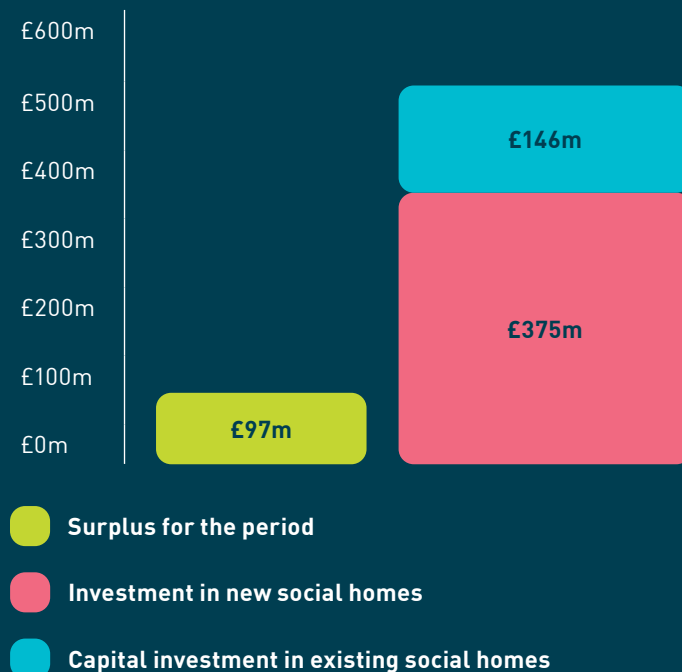 £600m
£500m
£400m
£300m
£200m
£100m
£0m
£146m
£375m
£97m
Surplus for the period
Investment in new social homes
Capital investment in existing social homes